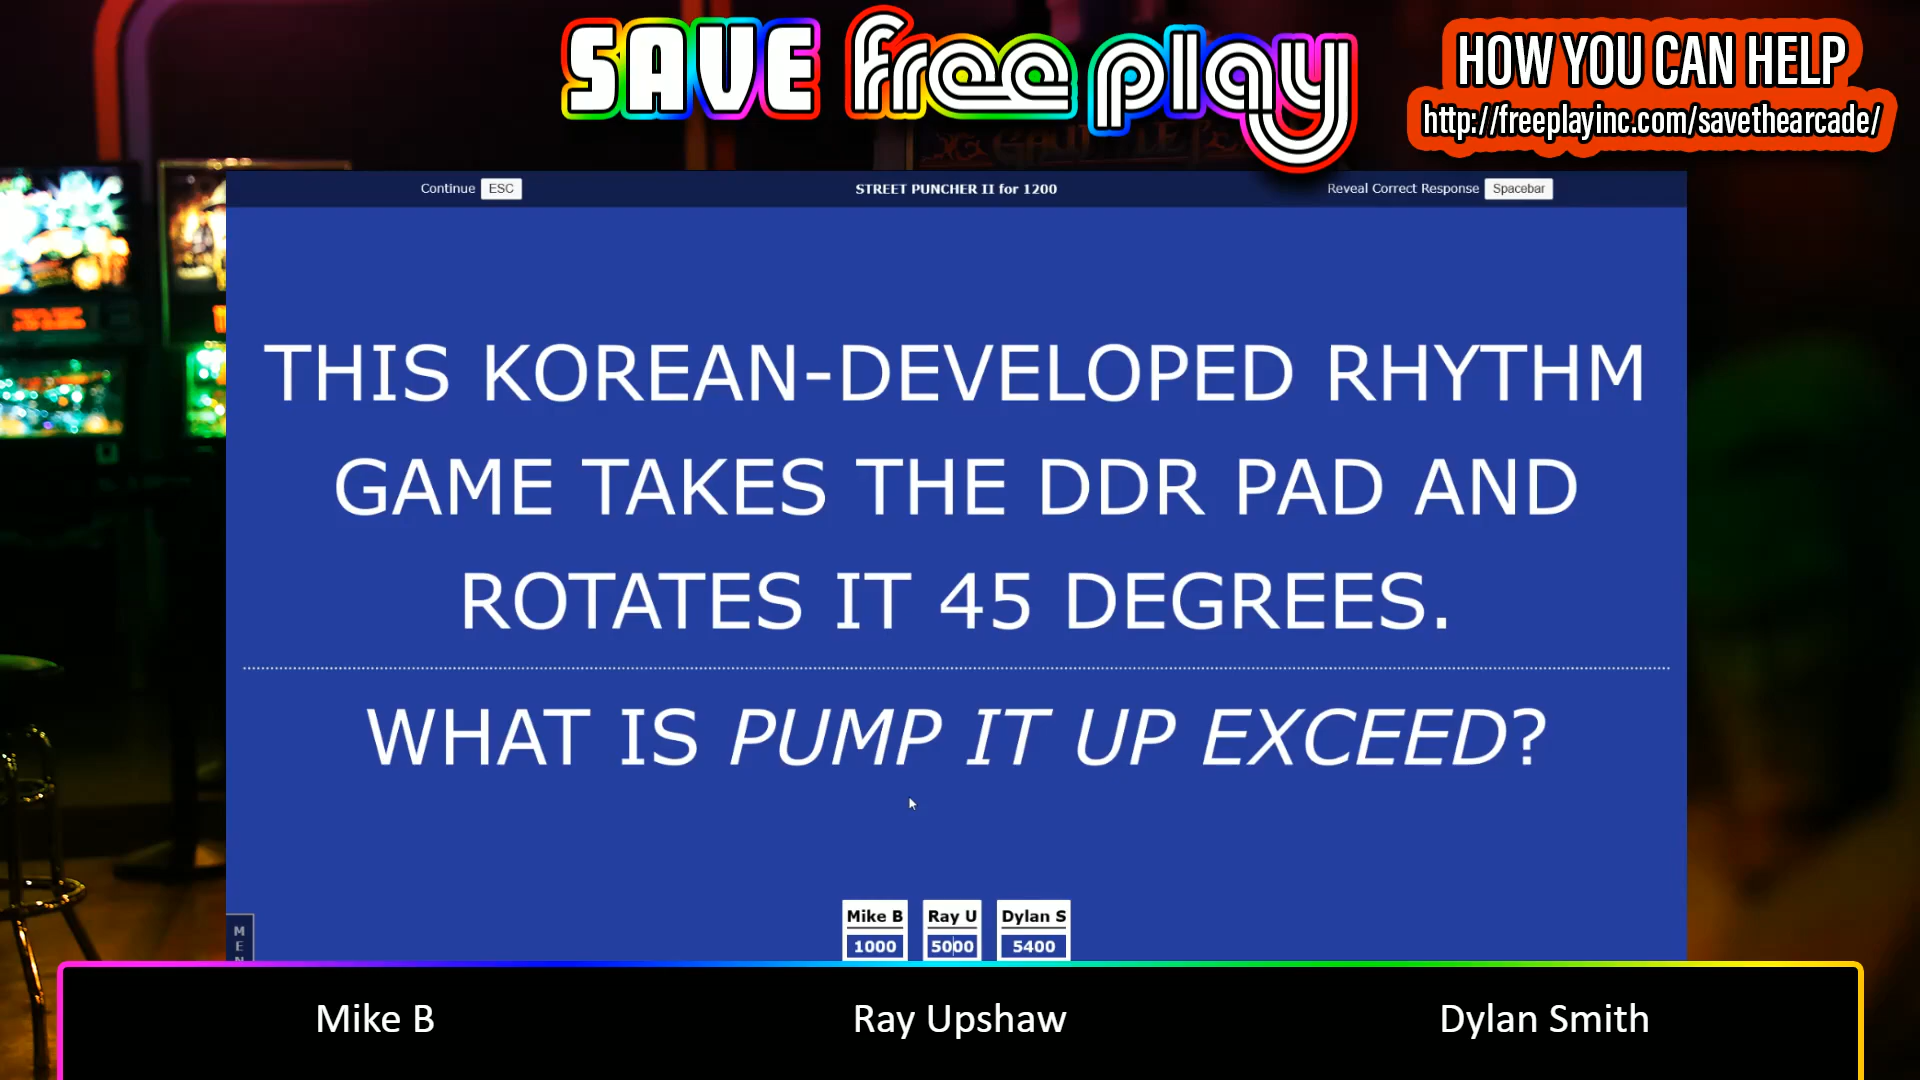 SAVE free play
HOW YOU CAN HELP
http://freeplayinc.com/savethearcade/
Continue ESC
STREET PUNCHER II for 1200
Reveal Correct Response Spacebar
THIS KOREAN-DEVELOPED RHYTHM
GAME TAKES THE DDR PAD AND
ROTATES IT 45 DEGREES.
WHAT IS PUMP IT UP EXCEED?
MEN
Mike B Ray U Dylan S
1000 5000 5400
Mike B Ray Upshaw Dylan Smith